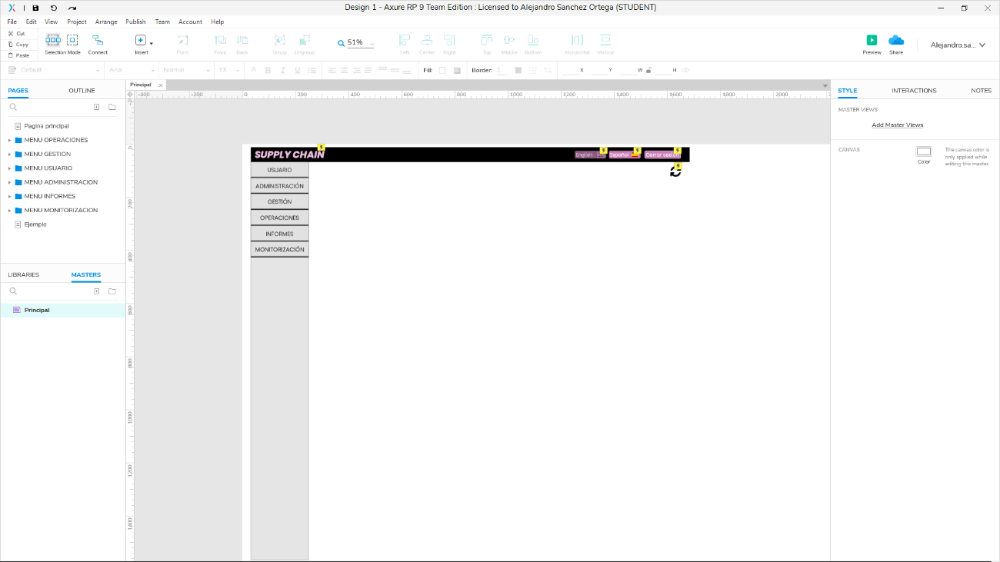 Design 1 - Axure RP 9 Team Edition : Licensed to Alejandro Sanchez Ortega (STUDENT)
File Edit View Project Arrange Publish Team Account Help
Cut
Copy
Paste
Selection Mode Connect Insert Point Front Back Group Ungroup 51% Left Center Right Top Middle Bottom Horizontal Vertical Preview Share Alejandro.sa...
Default Arial Normal 13 Fill: Border: 1 X Y W H
PAGES OUTLINE
Pagina principal
MENU OPERACIONES
MENU GESTION
MENU USUARIO
MENU ADMINISTRACION
MENU INFORMES
MENU MONITORIZACION
Ejemplo
LIBRARIES MASTERS
Principal
Principal
-400 -200 0 200 400 600 800 1000 1200 1400 1600 1800 2000
0
200
400
600
800
1000
1200
1400
SUPPLY CHAIN English Español Cerrar sesión
USUARIO
ADMINISTRACIÓN
GESTIÓN
OPERACIONES
INFORMES
MONITORIZACIÓN
STYLE INTERACTIONS NOTES
MASTER VIEWS
Add Master Views
CANVAS
Color
The canvas color is
only applied while
editing this master.